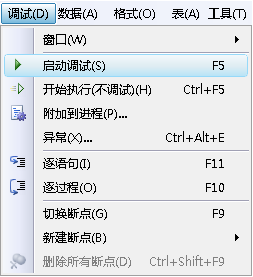 调试(D) 数据(A) 格式(O) 表(A) 工具(T)
窗口(W)
启动调试(S) F5
开始执行(不调试)(H) Ctrl+F5
附加到进程(P)...
异常(X)... Ctrl+Alt+E
逐语句(I) F11
逐过程(O) F10
切换断点(G) F9
新建断点(B)
删除所有断点(D) Ctrl+Shift+F9